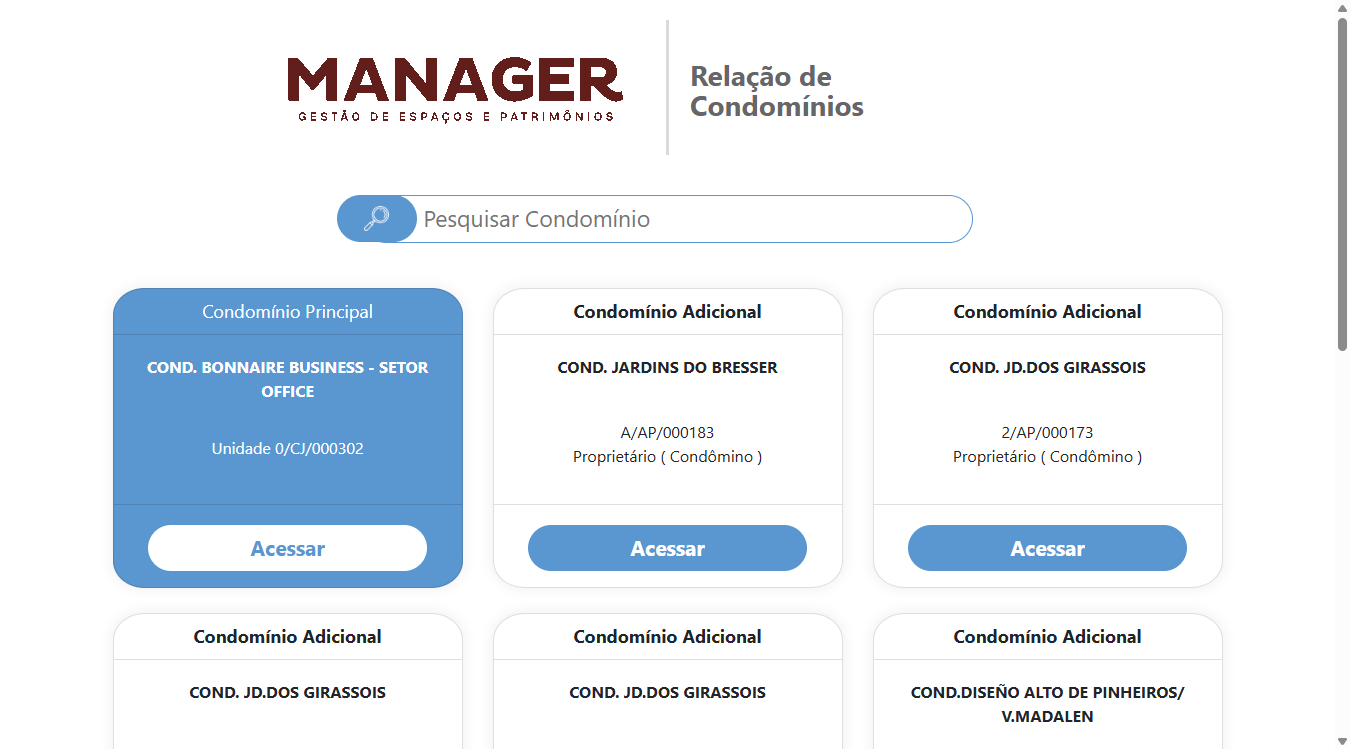 MANAGER
GESTÃO DE ESPAÇOS E PATRIMÔNIOS
Relação de
Condomínios
Pesquisar Condomínio
Condomínio Principal
COND. BONNAIRE BUSINESS - SETOR
OFFICE
Unidade 0/CJ/000302
Acessar
Condomínio Adicional
COND. JARDINS DO BRESSER
A/AP/000183
Proprietário ( Condômino )
Acessar
Condomínio Adicional
COND. JD.DOS GIRASSOIS
2/AP/000173
Proprietário ( Condômino )
Acessar
Condomínio Adicional
COND. JD.DOS GIRASSOIS
Condomínio Adicional
COND. JD.DOS GIRASSOIS
Condomínio Adicional
COND.DISEÑO ALTO DE PINHEIROS/
V.MADALEN